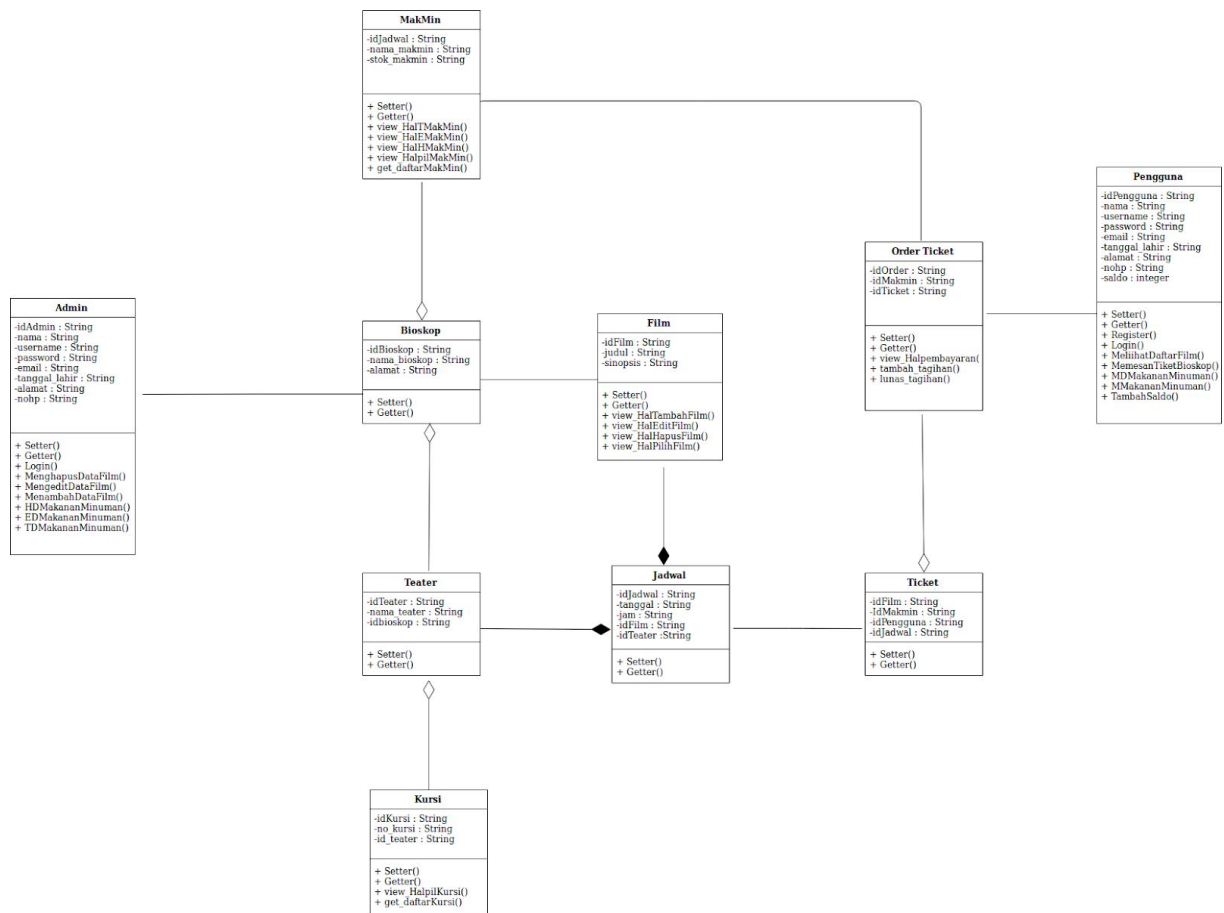 MakMin
-idJadwal : String
-nama_makmin : String
-stok_makmin : String
+ Setter()
+ Getter()
+ view_HalTMakMin()
+ view_HalEMakMin()
+ view_HalHMakMin()
+ view_HalpilMakMin()
+ get_daftarMakMin()
Pengguna
-idPengguna : String
-nama : String
-username : String
-password : String
-email : String
-tanggal_lahir : String
-alamat : String
-nohp : String
-saldo : integer
+ Setter()
+ Getter()
+ Register()
+ Login()
+ MeliihatDaftarFilm()
+ MemesanTiketBioskop()
+ MDMakananMinuman()
+ MMakananMinuman()
+ TambahSaldo()
Order Ticket
-idOrder : String
-idMakmin : String
-idTicket : String
+ Setter()
+ Getter()
+ view_Halpembayaran(
+ tambah_tagihan()
+ lunas_tagihan()
Admin
-idAdmin : String
-nama : String
-username : String
-password : String
-email : String
-tanggal_lahir : String
-alamat : String
-nohp : String
+ Setter()
+ Getter()
+ Login()
+ MenghapusDataFilm()
+ MengeditDataFilm()
+ MenambahDataFilm()
+ HDMakananMinuman()
+ EDMakananMinuman()
+ TDMakananMinuman()
Bioskop
-idBioskop : String
-nama_bioskop : String
-alamat : String
+ Setter()
+ Getter()
Film
-idFilm : String
-judul : String
-sinopsis : String
+ Setter()
+ Getter()
+ view_HalTambahFilm()
+ view_HalEditFilm()
+ view_HalHapusFilm()
+ view_HalPilihFilm()
Teater
-idTeater : String
-nama_teater : String
-idbioskop : String
+ Setter()
+ Getter()
Jadwal
-idJadwal : String
-tanggal : String
-jam : String
-idFilm : String
-idTeater :String
+ Setter()
+ Getter()
Ticket
-idFilm : String
-IdMakmin : String
-idPengguna : String
-idJadwal : String
+ Setter()
+ Getter()
Kursi
-idKursi : String
-no_kursi : String
-id_teater : String
+ Setter()
+ Getter()
+ view_HalpilKursi()
+ get_daftarKursi()